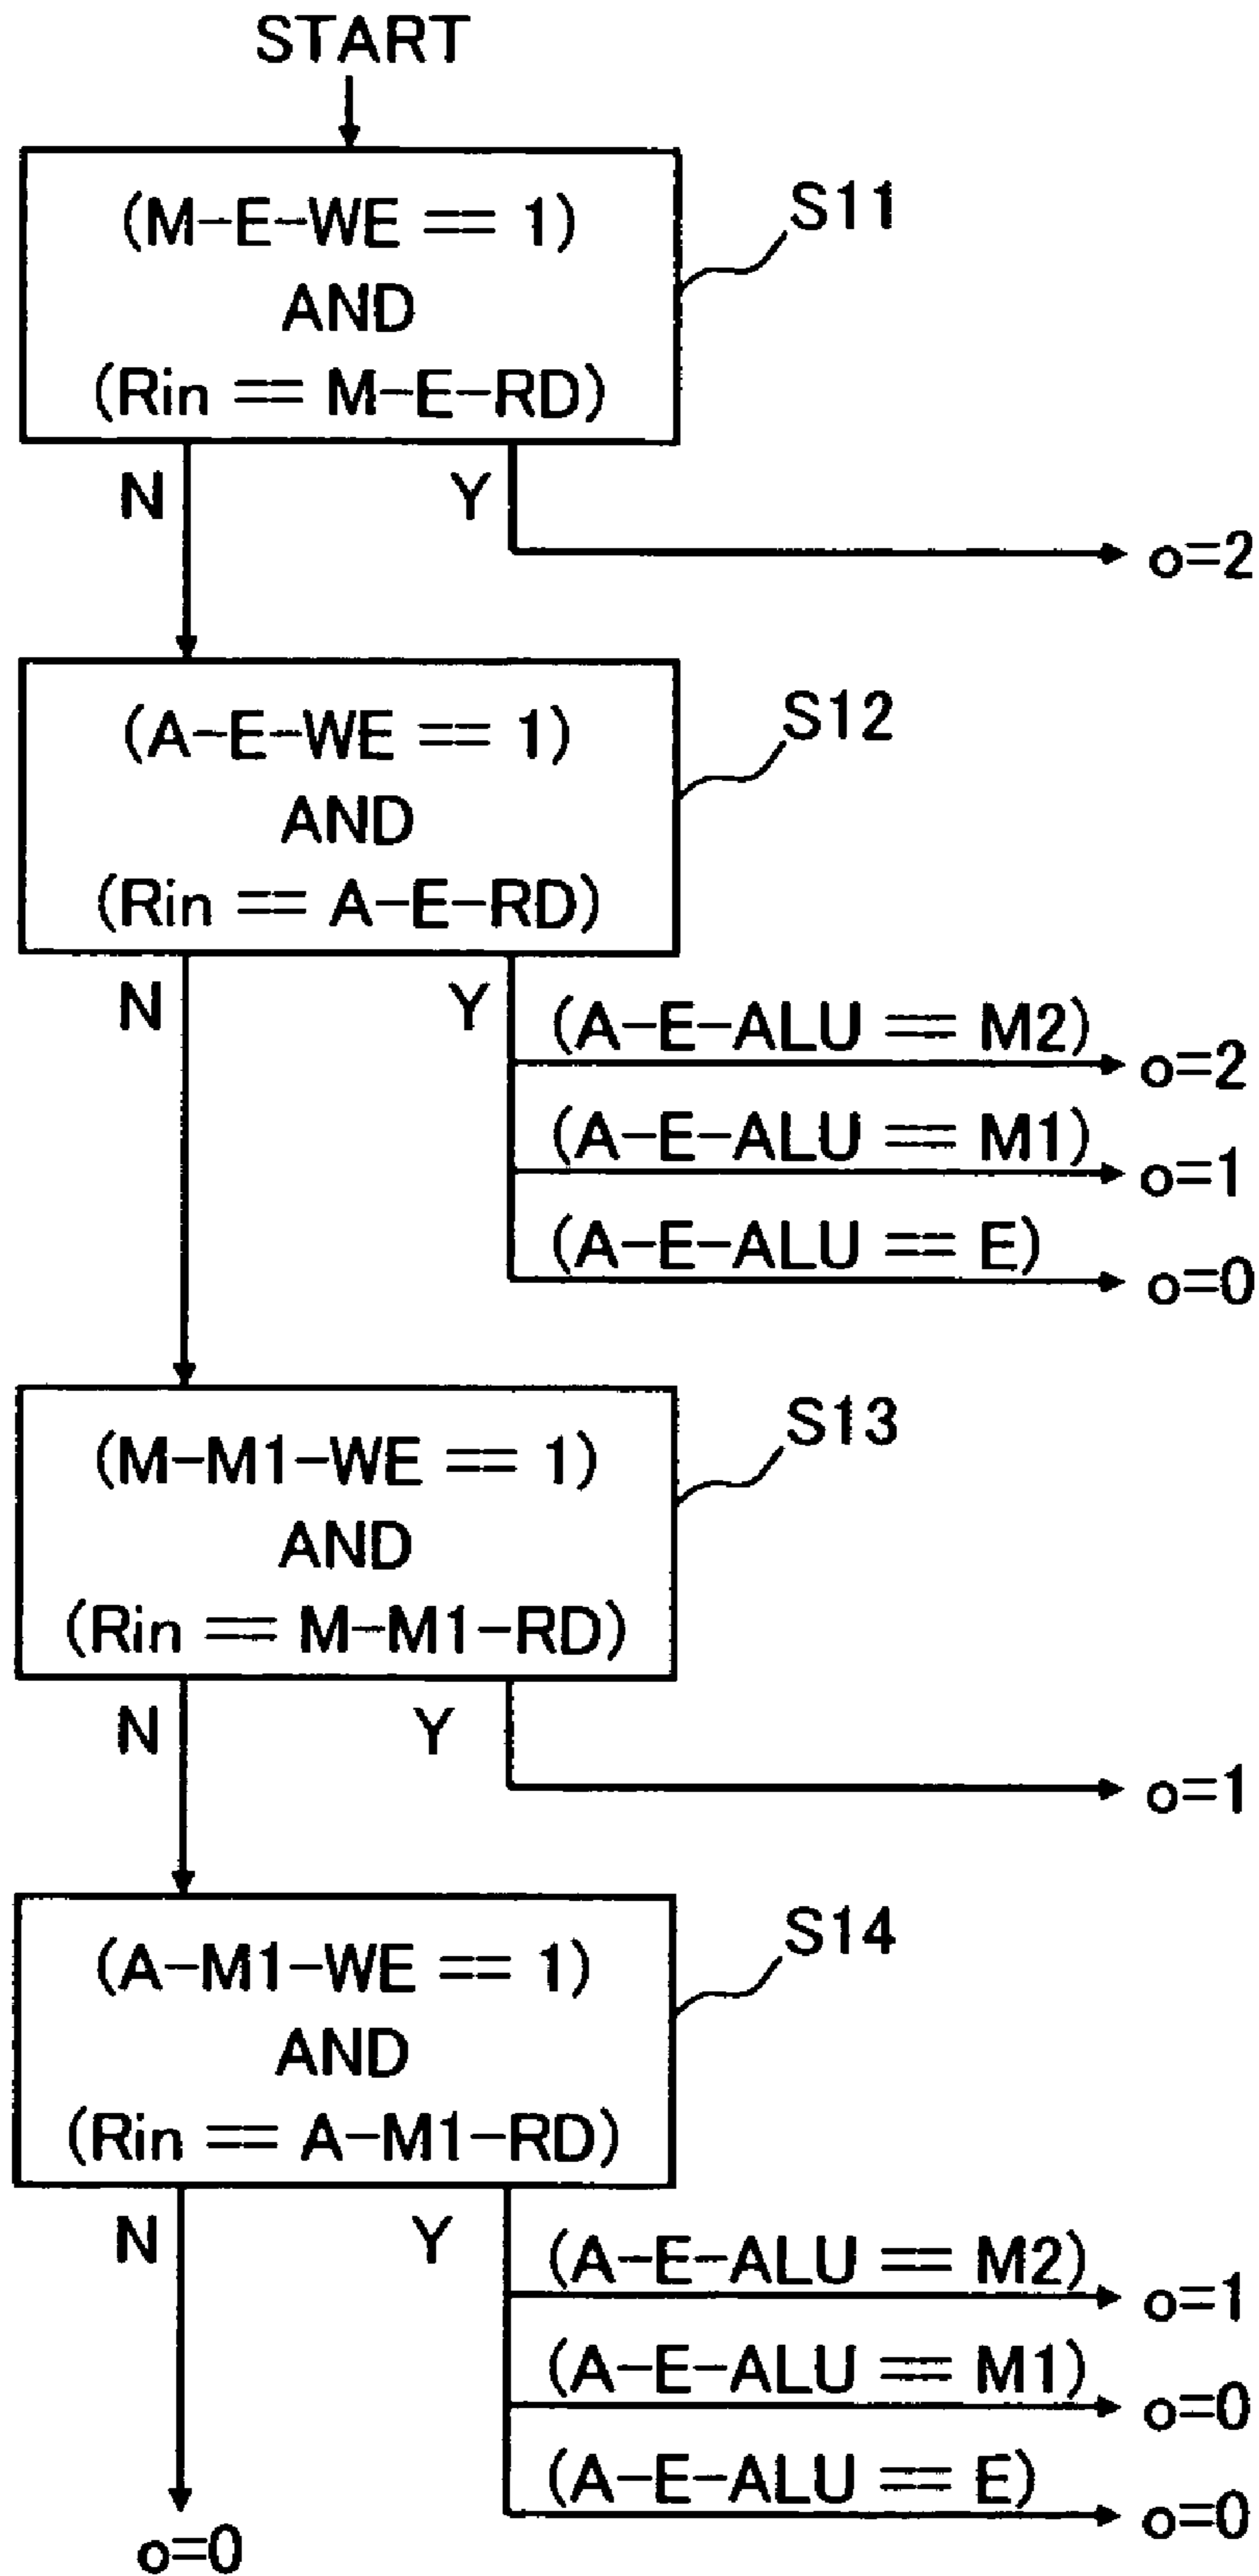 START
(M-E-WE == 1)
AND
(Rin == M-E-RD)
S11
N
Y
o=2
(A-E-WE == 1)
AND
(Rin == A-E-RD)
S12
N
Y
(A-E-ALU == M2)
o=2
(A-E-ALU == M1)
o=1
(A-E-ALU == E)
o=0
(M-M1-WE == 1)
AND
(Rin == M-M1-RD)
S13
N
Y
o=1
(A-M1-WE == 1)
AND
(Rin == A-M1-RD)
S14
N
Y
(A-E-ALU == M2)
o=1
(A-E-ALU == M1)
o=0
(A-E-ALU == E)
o=0
o=0